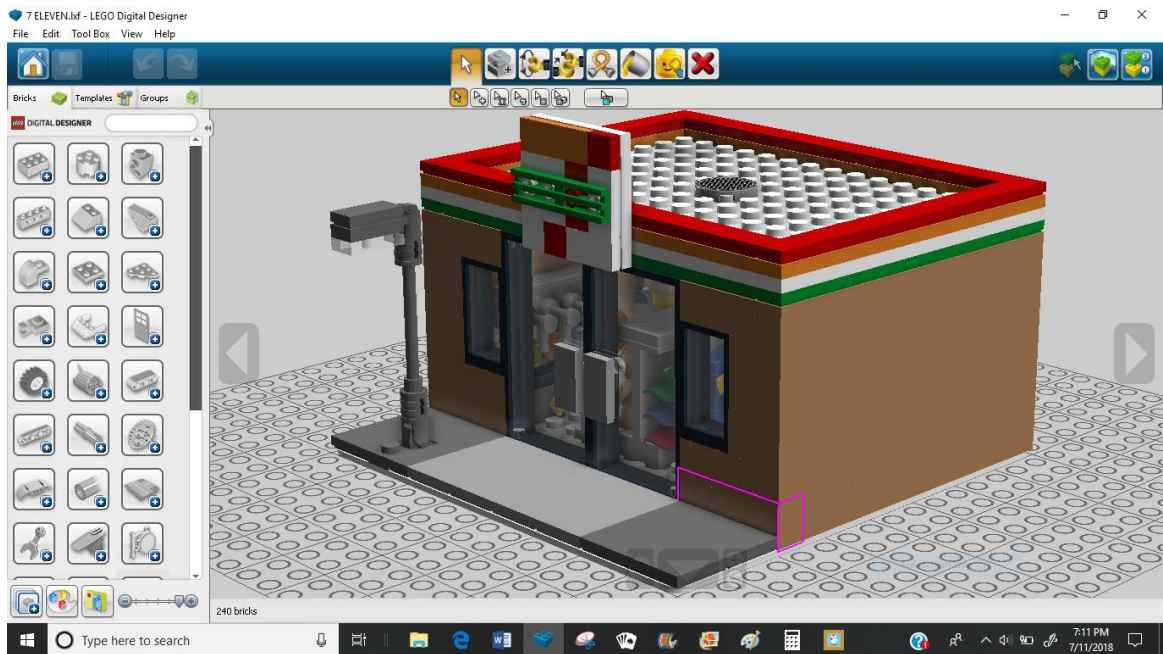 7 ELEVEN.lxf - LEGO Digital Designer
File Edit Tool Box View Help
Bricks Templates Groups
LEGO DIGITAL DESIGNER
240 bricks
Type here to search
7:11 PM
7/11/2018